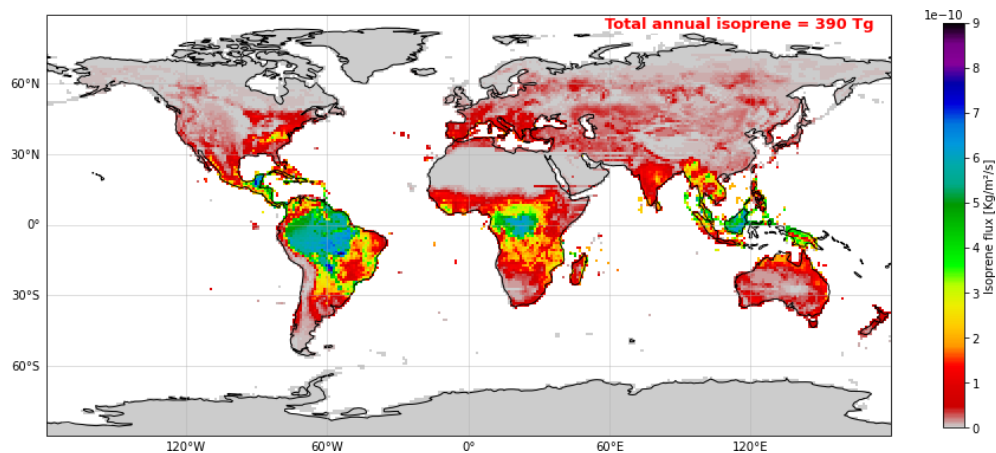 Total annual isoprene = 390 Tg
1e−10
60°N
30°N
0°
30°S
60°S
120°W
60°W
0°
60°E
120°E
9
8
7
6
5
4
3
2
1
0
Isoprene flux [Kg/m²/s]